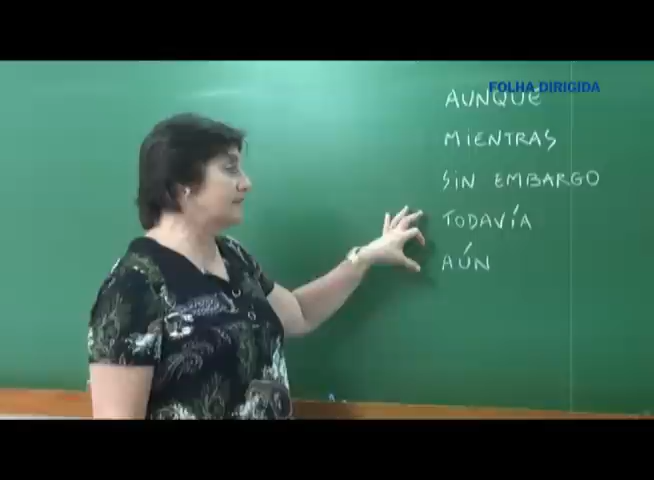 FOLHA DIRIGIDA
AUNQUE
MIENTRAS
SIN EMBARGO
TODAVÍA
AÚN